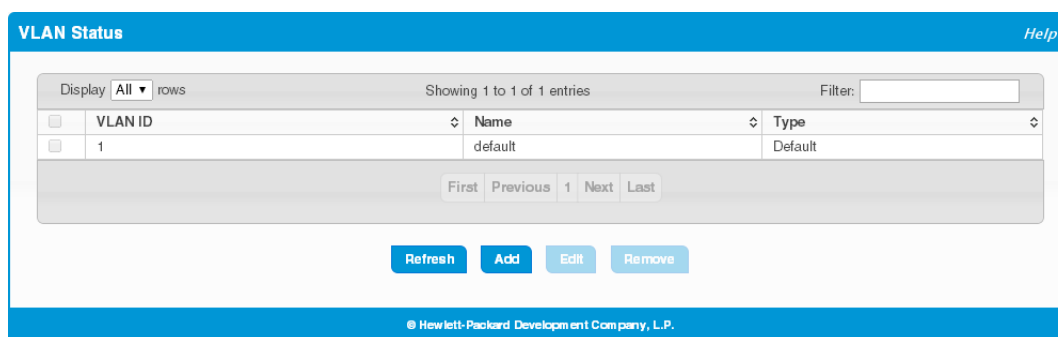 VLAN Status Help
Display All rows Showing 1 to 1 of 1 entries Filter:
VLAN ID Name Type
1 default Default
First Previous 1 Next Last
Refresh Add Edit Remove
© Hewlett-Packard Development Company, L.P.